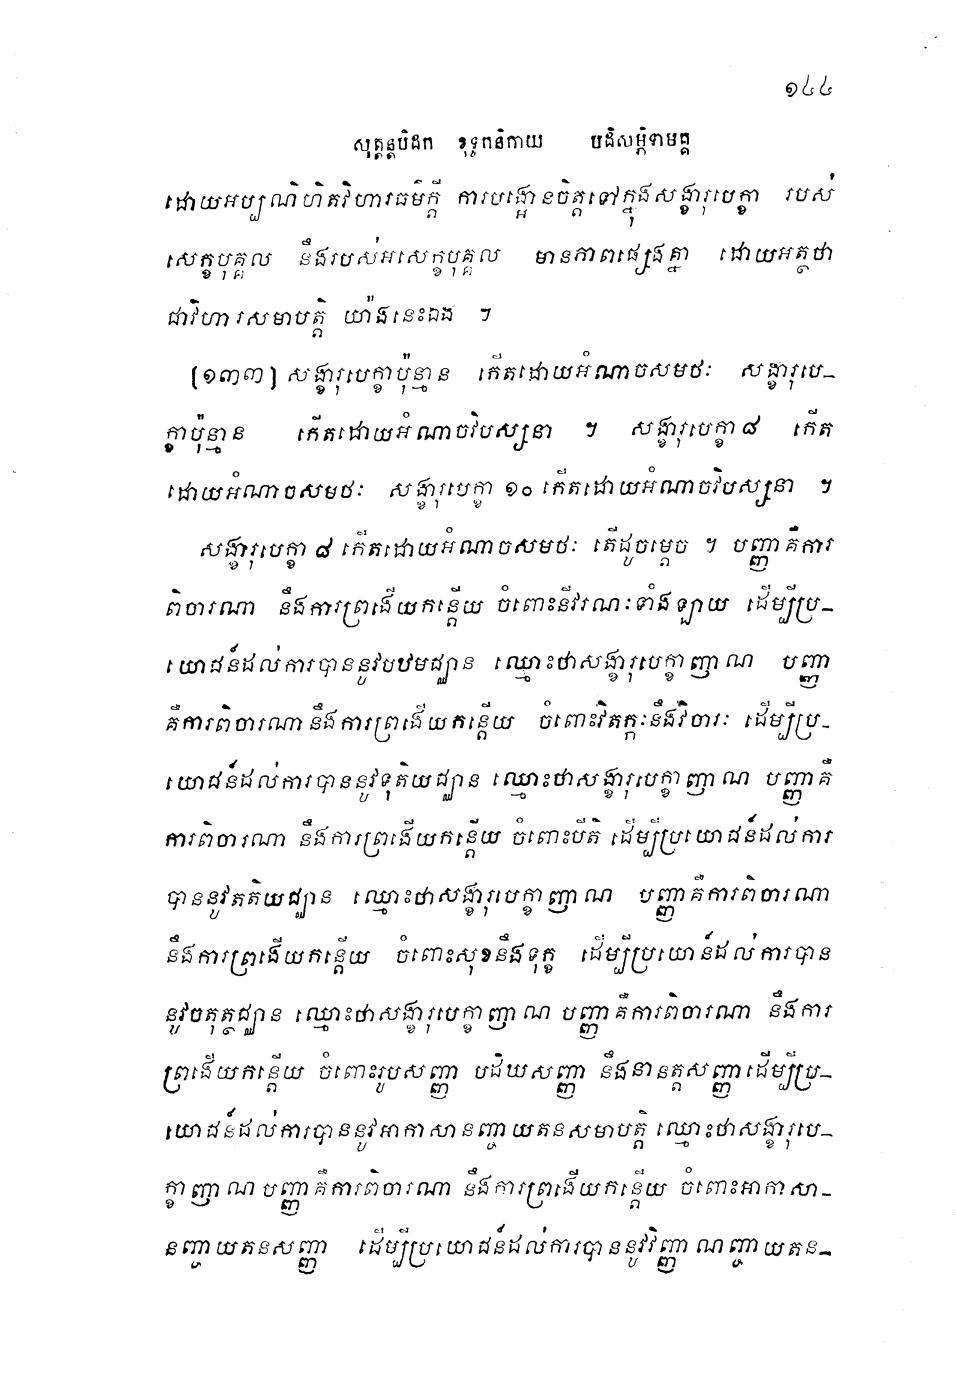 ១៤៤
សុត្តន្តបិដក ខុទ្ទកនិកាយ បដិសម្ភិទាមគ្គ
ដោយអប្បណិហិតវិហារធម៌ក្តី ការបង្អោនចិត្តទៅក្នុងសង្ខារុបេក្ខា របស់
សេក្ខបុគ្គល នឹងរបស់អសេក្ខបុគ្គល មានភាពផ្សេងគ្នា ដោយអត្ថថា
ជាវិហារសមាបត្តិ យ៉ាងនេះឯង ។
(១៣៣) សង្ខារុបេក្ខាប៉ុន្មាន កើតដោយអំណាចសមថៈ សង្ខារុបេ-
ក្ខាប៉ុន្មាន កើតដោយអំណាចវិបស្សនា ។ សង្ខារុបេក្ខា ៨ កើត
ដោយអំណាចសមថៈ សង្ខារុបេក្ខា ១០ កើតដោយអំណាចវិបស្សនា ។
សង្ខារុបេក្ខា ៨ កើតដោយអំណាចសមថៈ តើដូចម្តេច ។ បញ្ញាគឺការ
ពិចារណា នឹងការព្រងើយកន្តើយ ចំពោះនីវរណៈទាំងឡាយ ដើម្បីប្រ-
យោជន៍ដល់ការបាននូវបឋមជ្ឈាន ឈ្មោះថាសង្ខារុបេក្ខាញាណ បញ្ញា
គឺការពិចារណានឹងការព្រងើយកន្តើយ ចំពោះវិតក្កៈនឹងវិចារៈ ដើម្បីប្រ-
យោជន៍ដល់ការបាននូវទុតិយជ្ឈាន ឈ្មោះថាសង្ខារុបេក្ខាញាណ បញ្ញាគឺ
ការពិចារណា នឹងការព្រងើយកន្តើយ ចំពោះបីតិ ដើម្បីប្រយោជន៍ដល់ការ
បាននូវតតិយជ្ឈាន ឈ្មោះថាសង្ខារុបេក្ខាញាណ បញ្ញាគឺការពិចារណា
នឹងការព្រងើយកន្តើយ ចំពោះសុខនឹងទុក្ខ ដើម្បីប្រយោន៍ដល់ការបាន
នូវចតុត្ថជ្ឈាន ឈ្មោះថាសង្ខារុបេក្ខាញាណ បញ្ញាគឺការពិចារណា នឹងការ
ព្រងើយកន្តើយ ចំពោះរូបសញ្ញា បដិឃសញ្ញា នឹងនានត្តសញ្ញាដើម្បីប្រ-
យោជន៍ដល់ការបាននូវអាកាសានញ្ចាយតនសមាបត្តិ ឈ្មោះថាសង្ខារុបេ-
ក្ខាញាណ បញ្ញាគឺការពិចារណា នឹងការព្រងើយកន្តើយ ចំពោះអាកាសា-
នញ្ចាយតនសញ្ញា ដើម្បីប្រយោជន៍ដល់ការបាននូវវិញ្ញាណញ្ចាយតន-